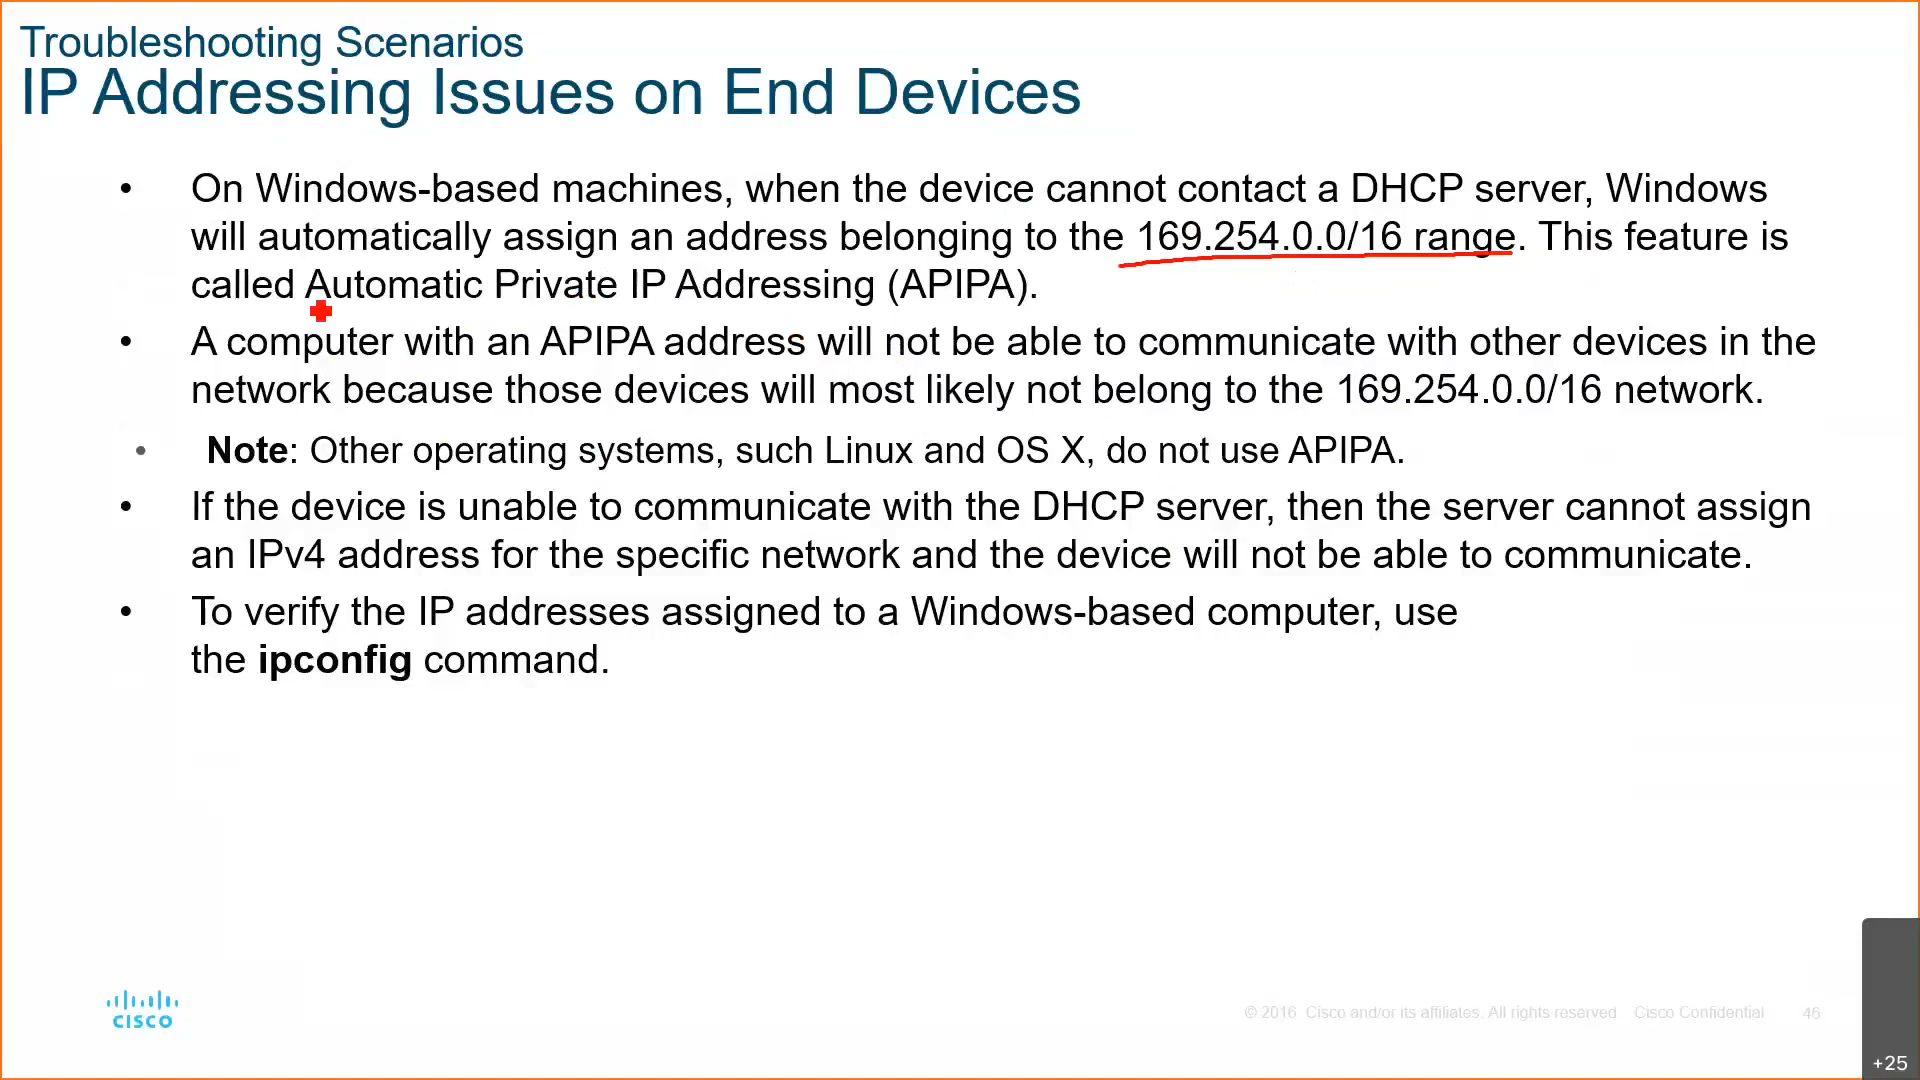 Troubleshooting Scenarios
IP Addressing Issues on End Devices
• On Windows-based machines, when the device cannot contact a DHCP server, Windows
will automatically assign an address belonging to the 169.254.0.0/16 range. This feature is
called Automatic Private IP Addressing (APIPA).
• A computer with an APIPA address will not be able to communicate with other devices in the
network because those devices will most likely not belong to the 169.254.0.0/16 network.
• Note: Other operating systems, such Linux and OS X, do not use APIPA.
• If the device is unable to communicate with the DHCP server, then the server cannot assign
an IPv4 address for the specific network and the device will not be able to communicate.
• To verify the IP addresses assigned to a Windows-based computer, use
the ipconfig command.
CISCO
© 2016 Cisco and/or its affiliates. All rights reserved Cisco Confidential 46
+25